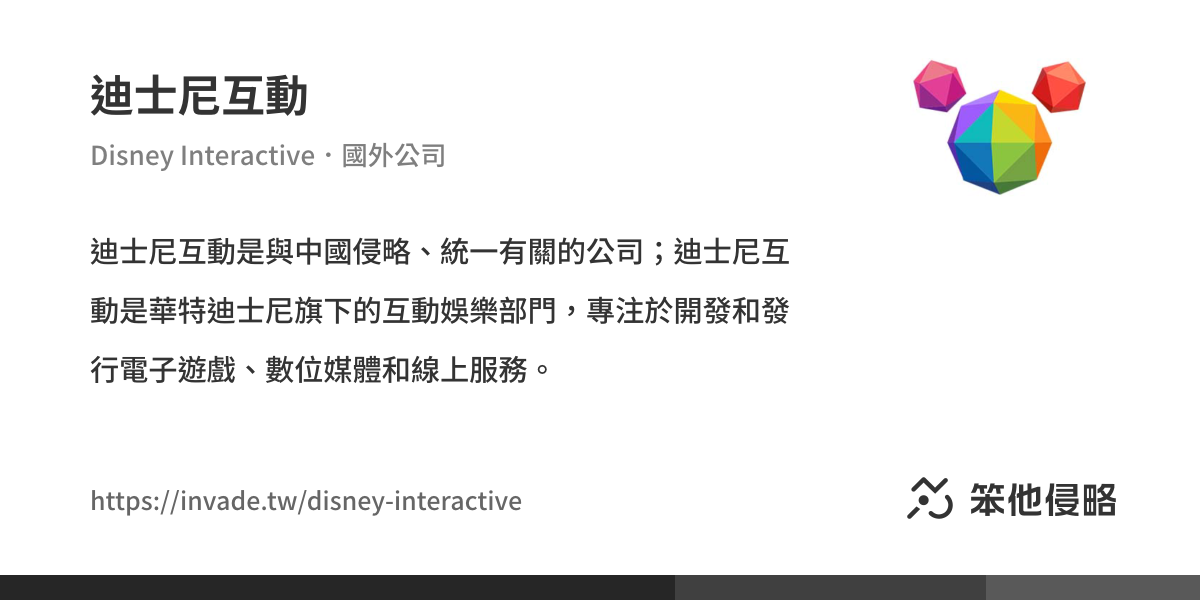 迪士尼互動
Disney Interactive・國外公司
迪士尼互動是與中國侵略、統一有關的公司；迪士尼互
動是華特迪士尼旗下的互動娛樂部門，專注於開發和發
行電子遊戲、數位媒體和線上服務。
https://invade.tw/disney-interactive
笨他侵略